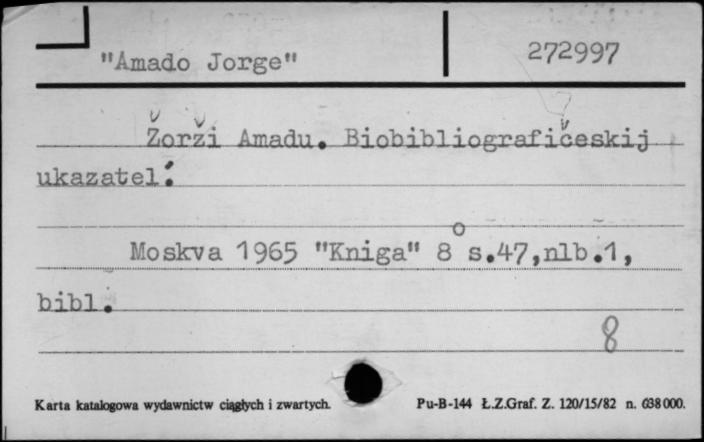 "Amado Jorge" 272997
Žorži Amadu. Biobibliografičeskij
ukazatel'.
Moskva 1965 "Kniga" 8° s.47,nlb.1,
bibl.
8
Karta katalogowa wydawnictw ciągłych i zwartych. Pu-B-144 Ł.Z.Graf. Z. 120/15/82 n. 638000.